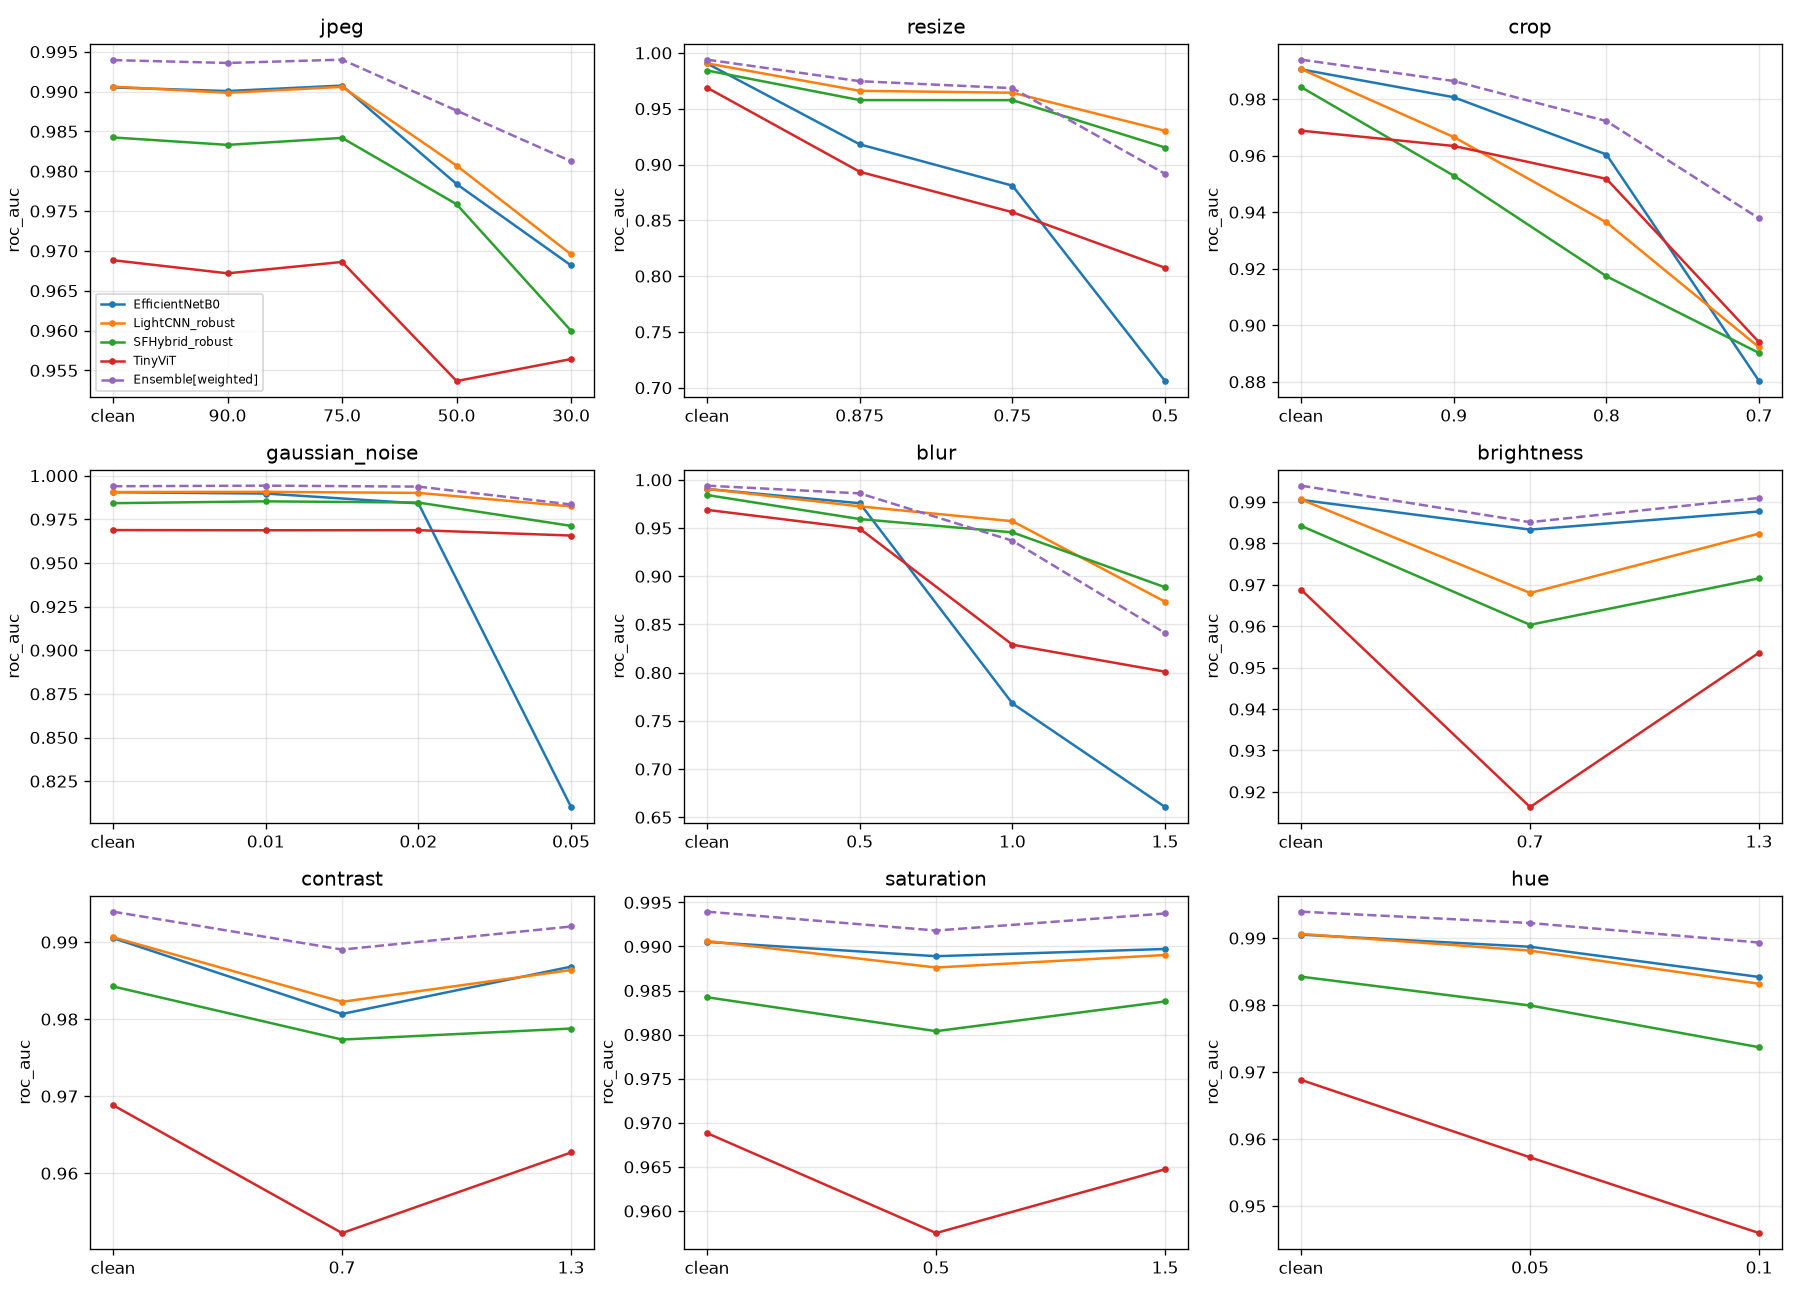 jpeg
roc_auc
0.995
0.990
0.985
0.980
0.975
0.970
0.965
0.960
0.955
EfficientNetB0
LightCNN_robust
SFHybrid_robust
TinyViT
Ensemble[weighted]
clean 90.0 75.0 50.0 30.0
resize
roc_auc
1.00
0.95
0.90
0.85
0.80
0.75
0.70
clean 0.875 0.75 0.5
crop
roc_auc
0.98
0.96
0.94
0.92
0.90
0.88
clean 0.9 0.8 0.7
gaussian_noise
roc_auc
1.000
0.975
0.950
0.925
0.900
0.875
0.850
0.825
clean 0.01 0.02 0.05
blur
roc_auc
1.00
0.95
0.90
0.85
0.80
0.75
0.70
0.65
clean 0.5 1.0 1.5
brightness
roc_auc
0.99
0.98
0.97
0.96
0.95
0.94
0.93
0.92
clean 0.7 1.3
contrast
roc_auc
0.99
0.98
0.97
0.96
clean 0.7 1.3
saturation
roc_auc
0.995
0.990
0.985
0.980
0.975
0.970
0.965
0.960
clean 0.5 1.5
hue
roc_auc
0.99
0.98
0.97
0.96
0.95
clean 0.05 0.1